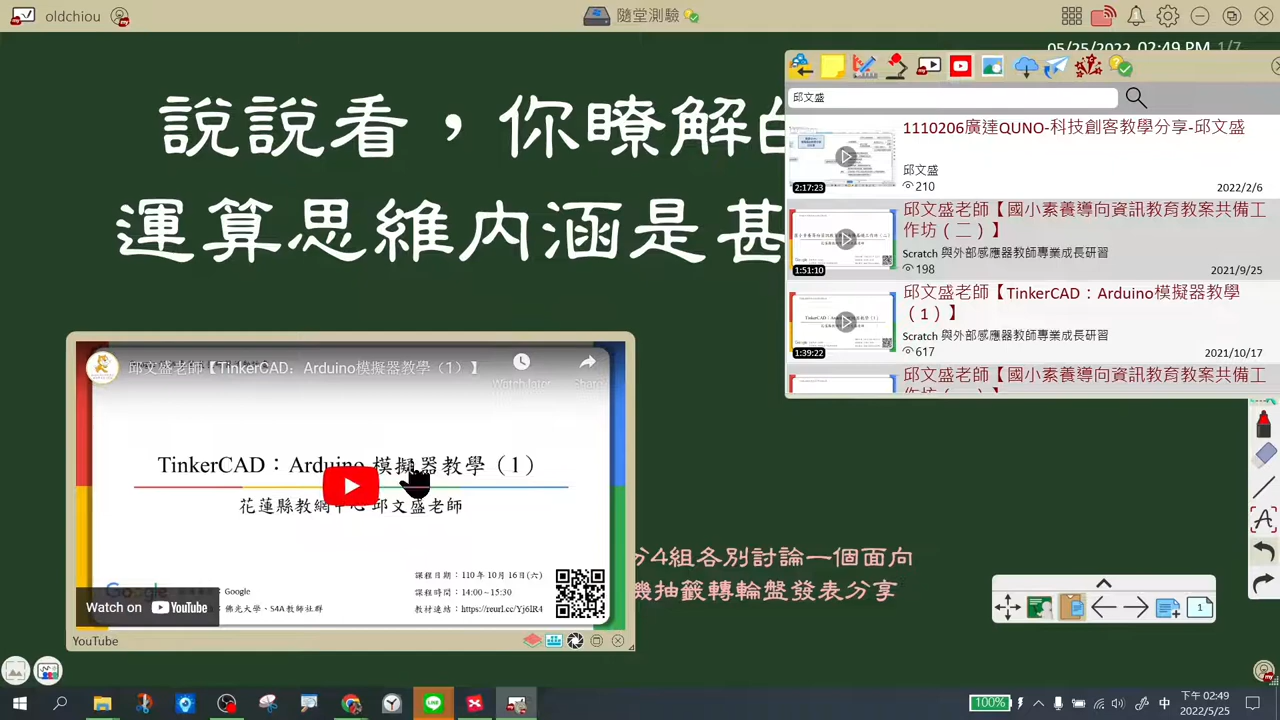 oldchiou
隨堂測驗
05/25/2022 02:49 PM 1/7
說說看，你瞭解的
運算思維內涵是甚
邱文盛
1110206廣達QUNO-科技創客教學分享-邱文盛
邱文盛
210
2022/2/6
2:17:23
邱文盛老師【國小素養導向資訊教育教案共備工
作坊（二）】
Scratch 與外部感應器教師專業成長研習
198
2021/9/25
1:51:10
邱文盛老師【TinkerCAD：Arduino模擬器教學
（1）】
Scratch 與外部感應器教師專業成長研習
617
2021/10/17
1:39:22
邱文盛老師【國小素養導向資訊教育教案共備工
邱文盛老師【TinkerCAD：Arduino模擬器教學（1）】
Watch later
Share
TinkerCAD：Arduino 模擬器教學（1）
花蓮縣教網中心 邱文盛老師
課程日期：110 年 10 月 16日(六)
Google
課程時間：14:00~15:30
佛光大學、S4A教師社群
教材連結：https://reurl.cc/Yj6lR4
Watch on YouTube
YouTube
分4組各別討論一個面向
機抽籤轉輪盤發表分享
1
100%
中
下午 02:49
2022/5/25